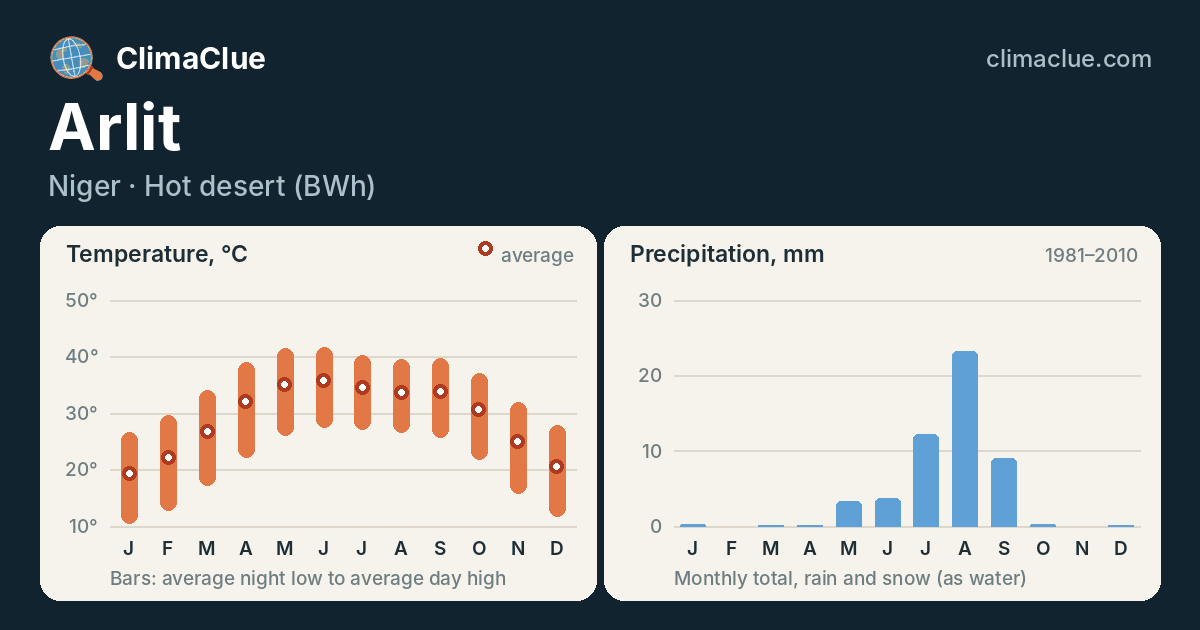 ClimaClue
climaclue.com
Arlit
Niger · Hot desert (BWh)
Temperature, °C
average
50°
40°
30°
20°
10°
J F M A M J J A S O N D
Bars: average night low to average day high
Precipitation, mm
1981–2010
30
20
10
0
J F M A M J J A S O N D
Monthly total, rain and snow (as water)